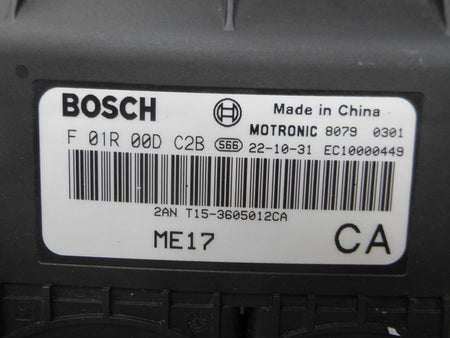 BOSCH
Made in China
MOTRONIC 8079 0301
F 01R 00D C2B 566 22-10-31 EC10000449
2AN T15-3605012CA
ME17
CA